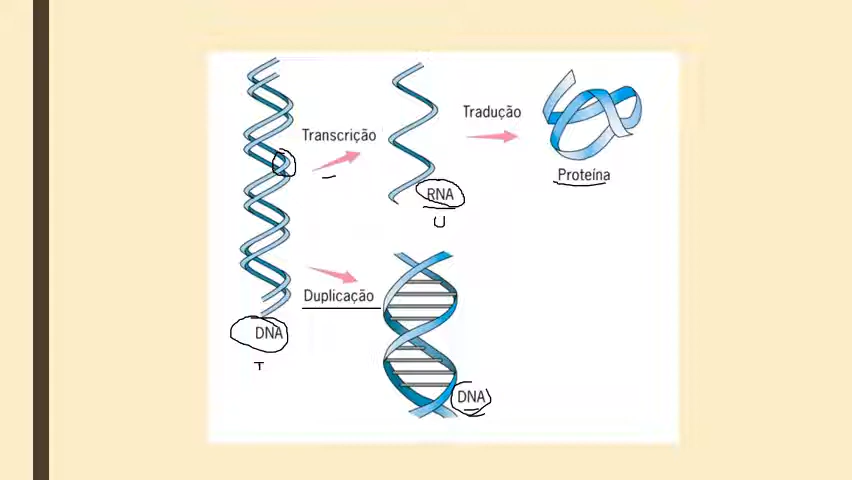 Transcrição
Tradução
Proteína
RNA
U
Duplicação
DNA
T
DNA